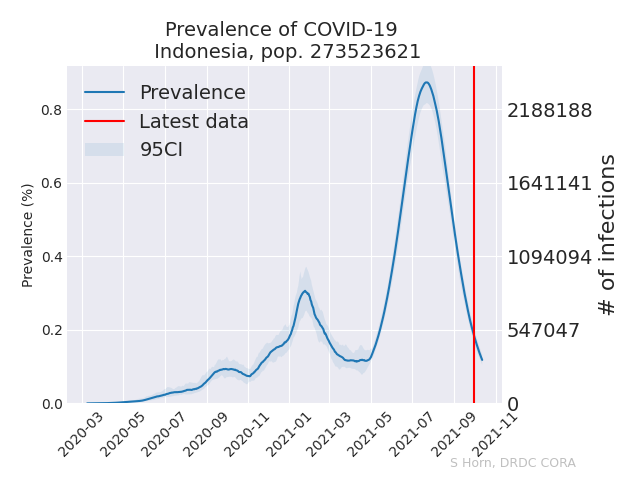 Prevalence of COVID-19
Indonesia, pop. 273523621
Prevalence
Latest data
95CI
Prevalence (%)
0.8
0.6
0.4
0.2
0.0
2188188
1641141
1094094
547047
0
# of infections
2020-03
2020-05
2020-07
2020-09
2020-11
2021-01
2021-03
2021-05
2021-07
2021-09
2021-11
S Horn, DRDC CORA